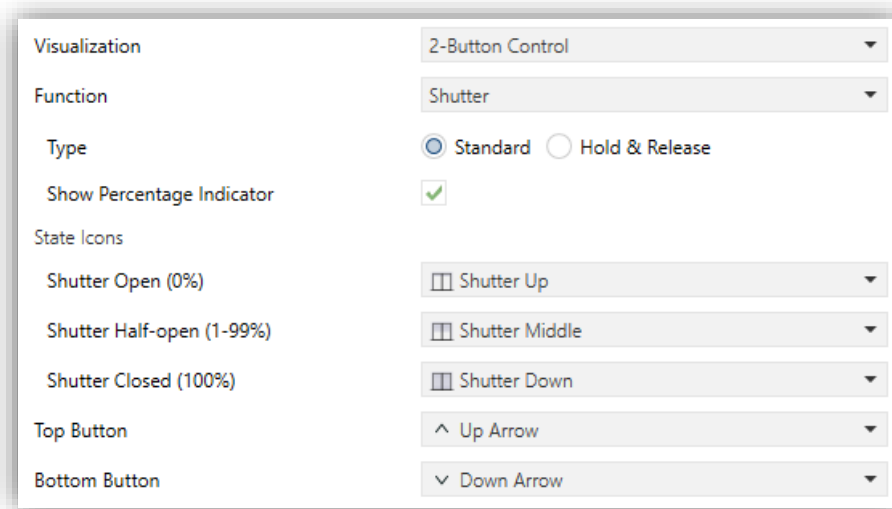 Visualization 2-Button Control
Function Shutter
Type Standard Hold & Release
Show Percentage Indicator
State Icons
Shutter Open (0%) Shutter Up
Shutter Half-open (1-99%) Shutter Middle
Shutter Closed (100%) Shutter Down
Top Button Up Arrow
Bottom Button Down Arrow